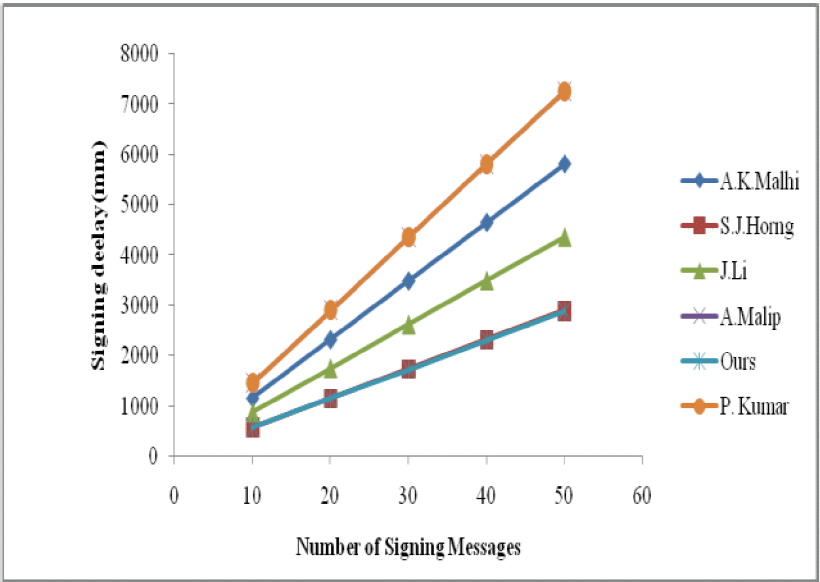 8000
7000
6000
5000
4000
3000
2000
1000
0
Signing deelay(mm)
0 10 20 30 40 50 60
Number of Signing Messages
A.K.Malhi
S.J.Horng
J.Li
A.Malip
Ours
P. Kumar